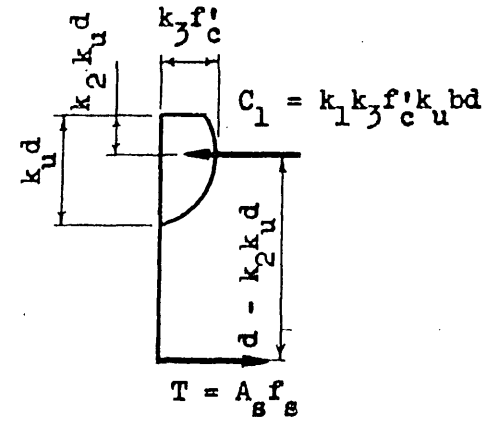 k₃f'c
k₂kᵤd
C₁ = k₁k₃f'ckᵤbd
kᵤd
d - k₂kᵤd
T = Aₛfₛ